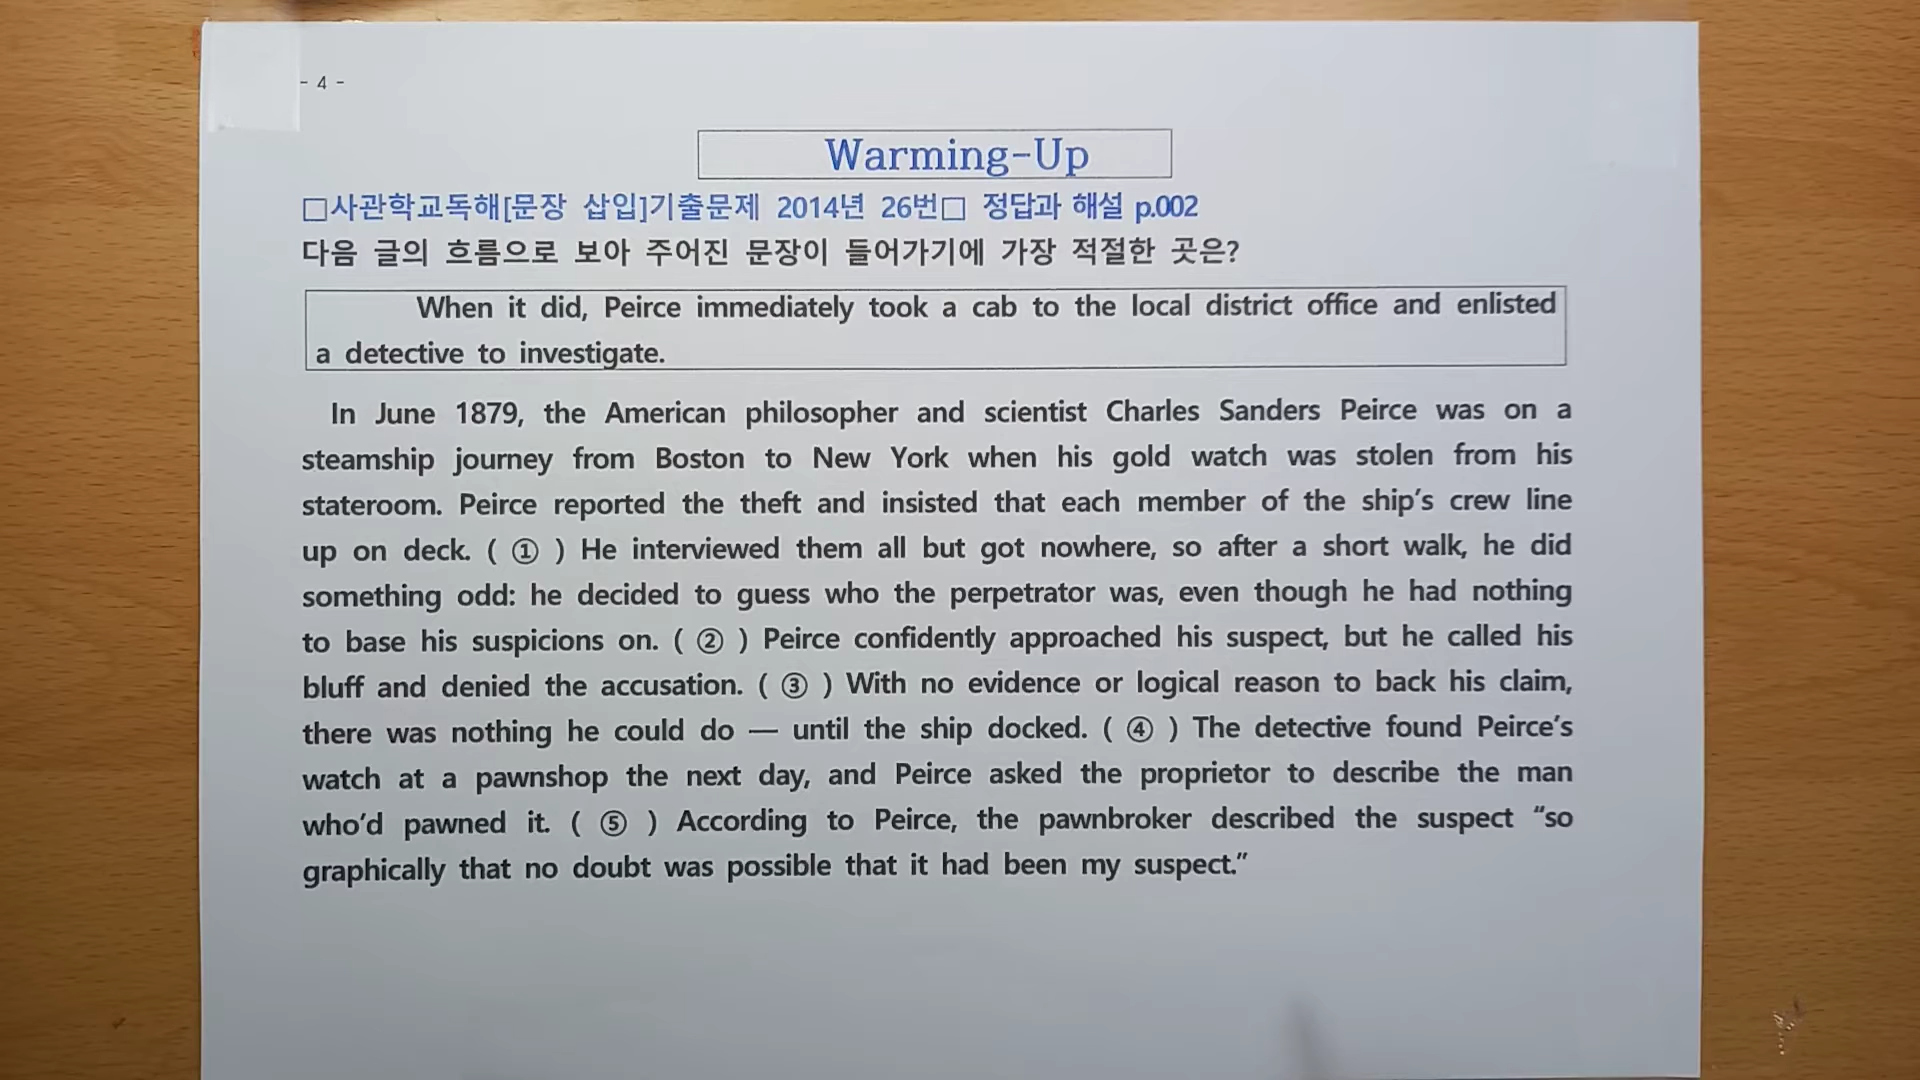 - 4 -
Warming-Up
□사관학교독해[문장 삽입]기출문제 2014년 26번□ 정답과 해설 p.002
다음 글의 흐름으로 보아 주어진 문장이 들어가기에 가장 적절한 곳은?
When it did, Peirce immediately took a cab to the local district office and enlisted
a detective to investigate.
In June 1879, the American philosopher and scientist Charles Sanders Peirce was on a
steamship journey from Boston to New York when his gold watch was stolen from his
stateroom. Peirce reported the theft and insisted that each member of the ship's crew line
up on deck. ( ① ) He interviewed them all but got nowhere, so after a short walk, he did
something odd: he decided to guess who the perpetrator was, even though he had nothing
to base his suspicions on. ( ② ) Peirce confidently approached his suspect, but he called his
bluff and denied the accusation. ( ③ ) With no evidence or logical reason to back his claim,
there was nothing he could do — until the ship docked. ( ④ ) The detective found Peirce's
watch at a pawnshop the next day, and Peirce asked the proprietor to describe the man
who'd pawned it. ( ⑤ ) According to Peirce, the pawnbroker described the suspect “so
graphically that no doubt was possible that it had been my suspect.”